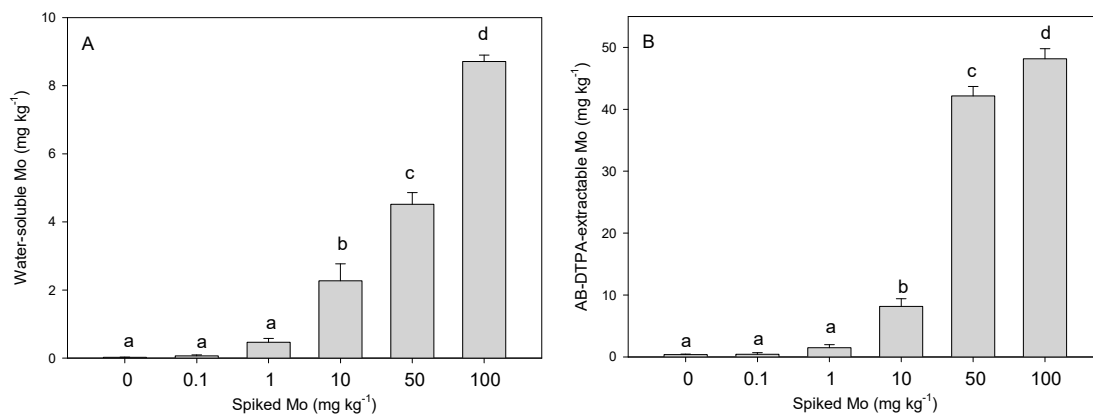 A
Water-soluble Mo (mg kg⁻¹)
10
8
6
4
2
0
a
a
a
b
c
d
0 0.1 1 10 50 100
Spiked Mo (mg kg⁻¹)
B
AB-DTPA-extractable Mo (mg kg⁻¹)
50
40
30
20
10
0
a
a
a
b
c
d
0 0.1 1 10 50 100
Spiked Mo (mg kg⁻¹)